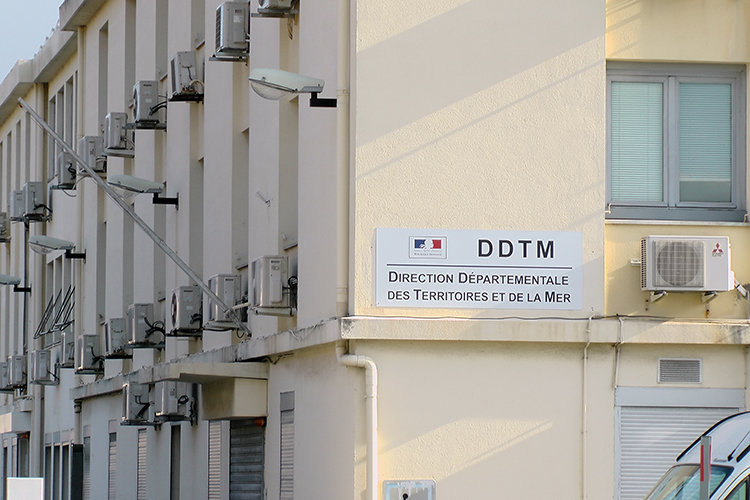 DDTM
DIRECTION DÉPARTEMENTALE
DES TERRITOIRES ET DE LA MER